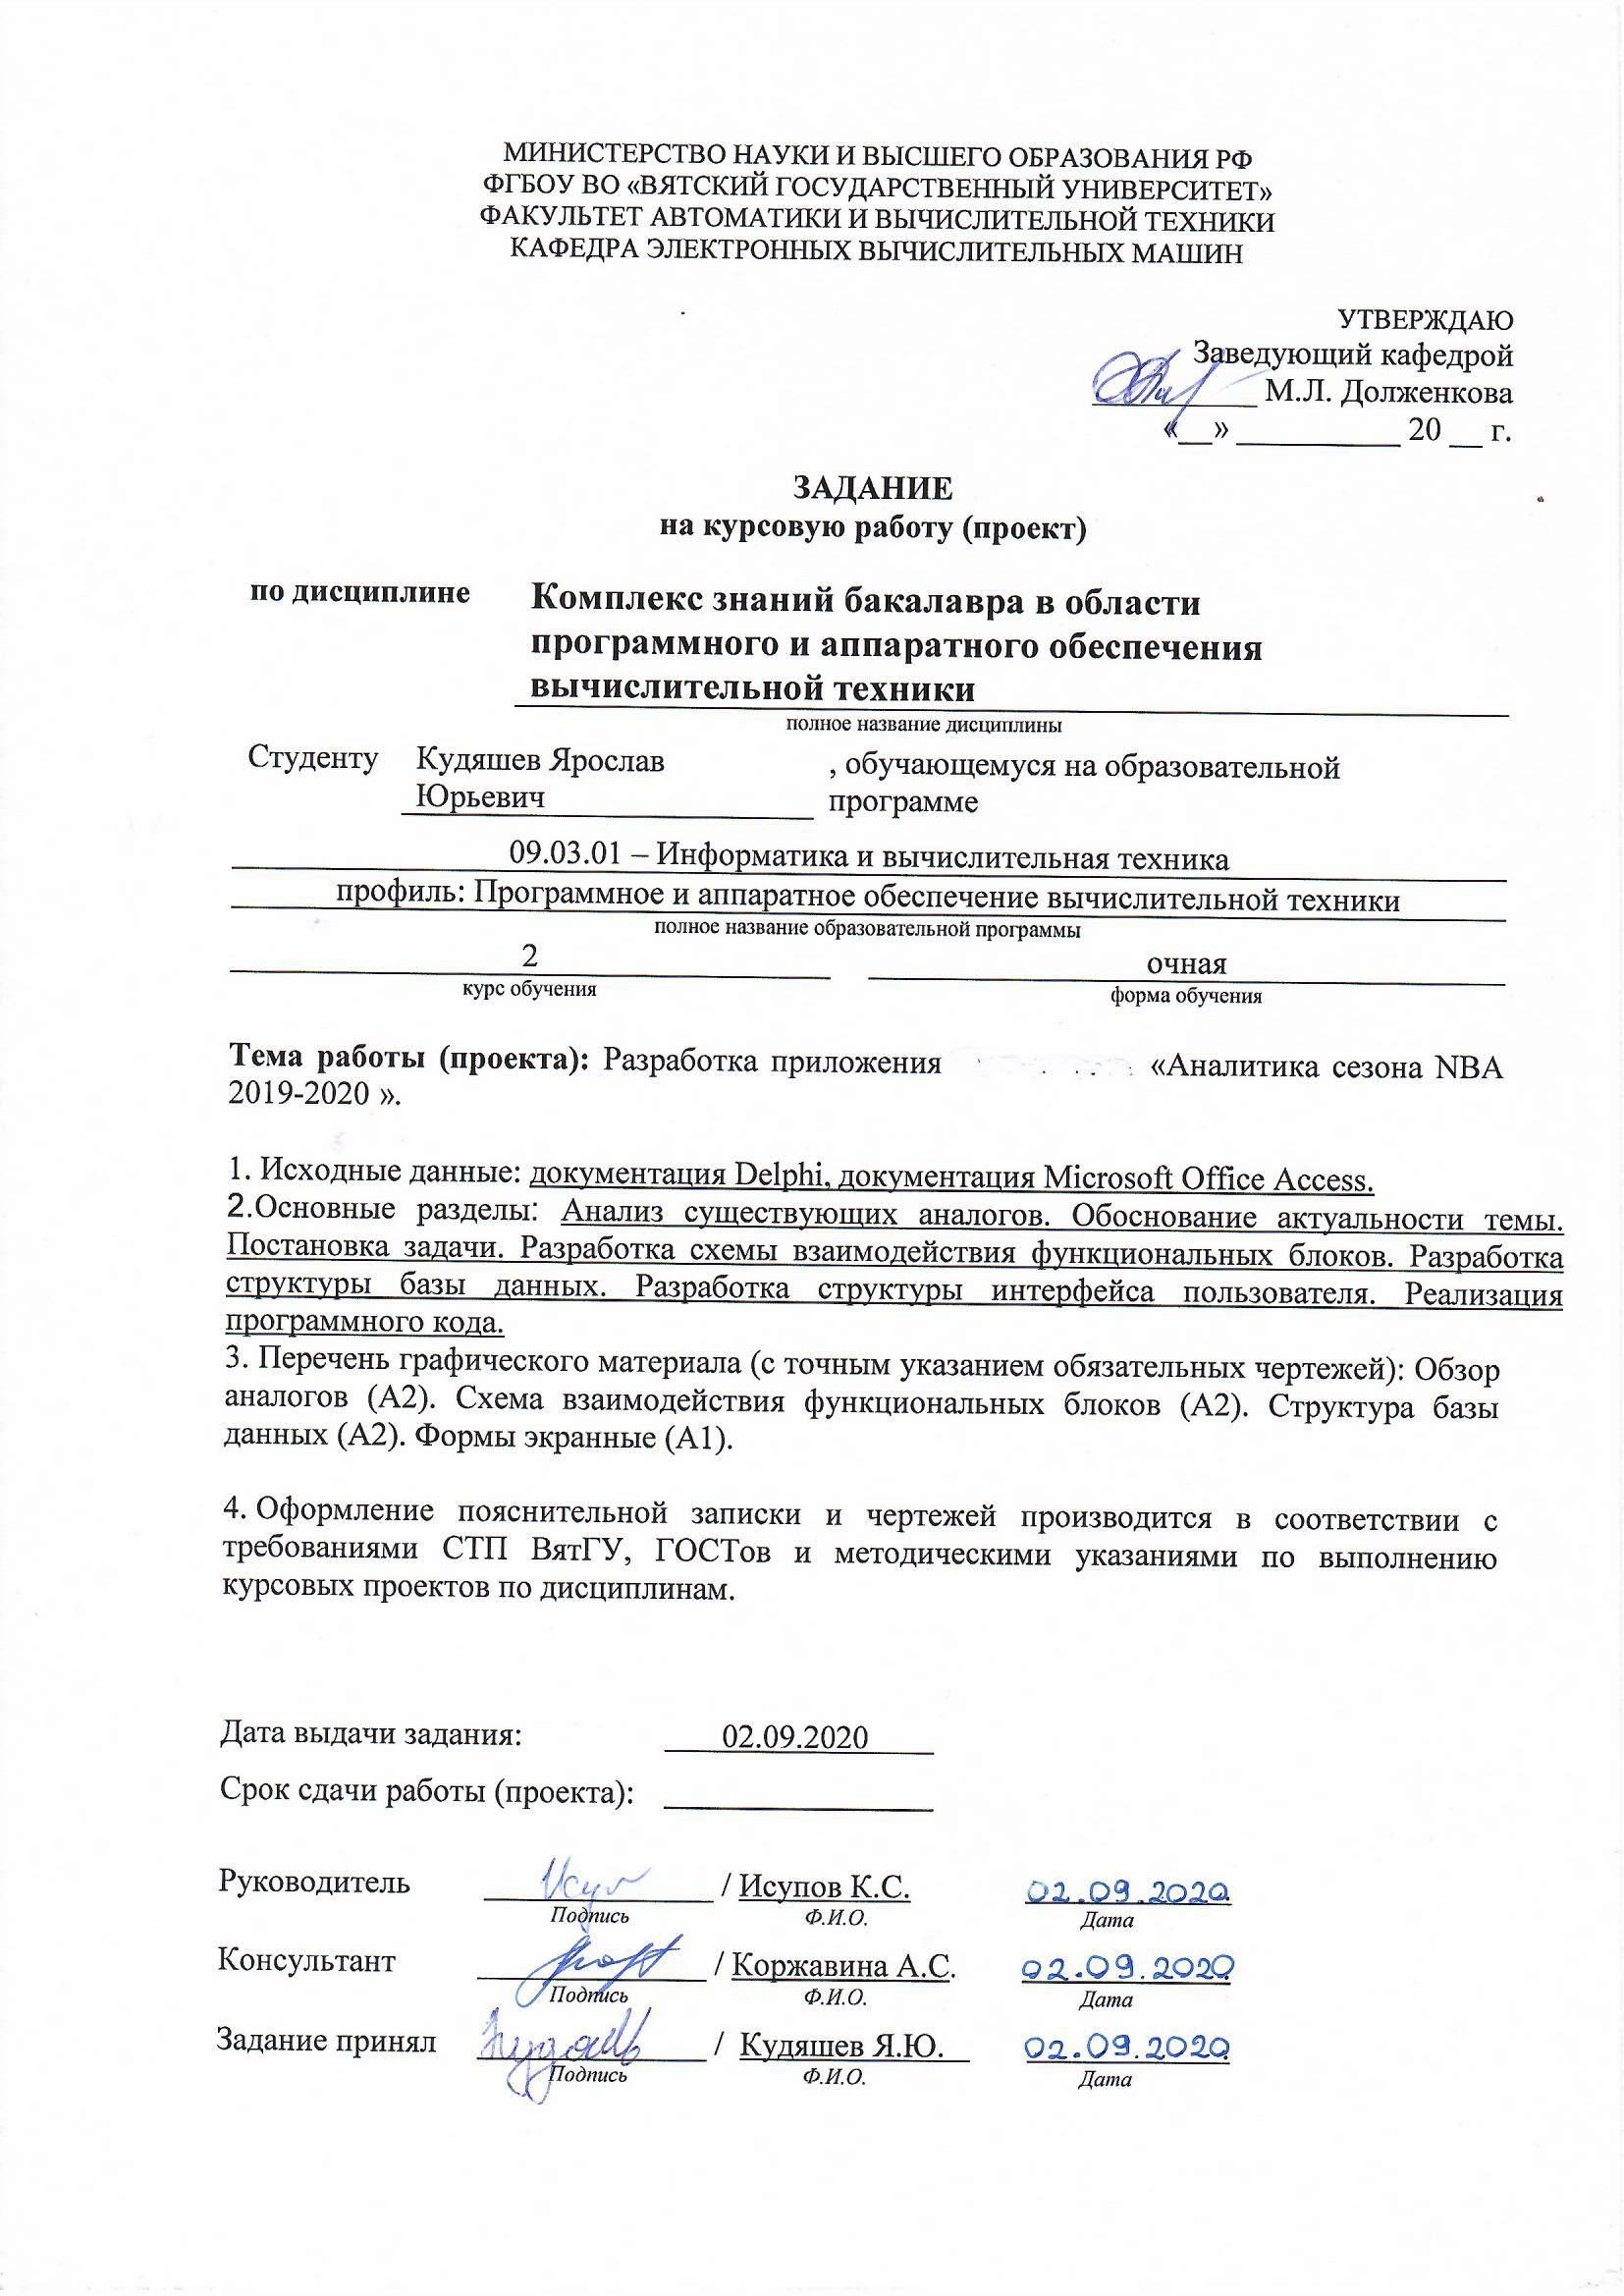 МИНИСТЕРСТВО НАУКИ И ВЫСШЕГО ОБРАЗОВАНИЯ РФ
ФГБОУ ВО «ВЯТСКИЙ ГОСУДАРСТВЕННЫЙ УНИВЕРСИТЕТ»
ФАКУЛЬТЕТ АВТОМАТИКИ И ВЫЧИСЛИТЕЛЬНОЙ ТЕХНИКИ
КАФЕДРА ЭЛЕКТРОННЫХ ВЫЧИСЛИТЕЛЬНЫХ МАШИН
УТВЕРЖДАЮ
Заведующий кафедрой
__________ М.Л. Долженкова
«__» __________ 20 __ г.
ЗАДАНИЕ
на курсовую работу (проект)
по дисциплине Комплекс знаний бакалавра в области
программного и аппаратного обеспечения
вычислительной техники
полное название дисциплины
Студенту Кудяшев Ярослав , обучающемуся на образовательной
Юрьевич программе
09.03.01 – Информатика и вычислительная техника
профиль: Программное и аппаратное обеспечение вычислительной техники
полное название образовательной программы
2 очная
курс обучения форма обучения
Тема работы (проекта): Разработка приложения «Аналитика сезона NBA
2019-2020 ».
1. Исходные данные: документация Delphi, документация Microsoft Office Access.
2.Основные разделы: Анализ существующих аналогов. Обоснование актуальности темы.
Постановка задачи. Разработка схемы взаимодействия функциональных блоков. Разработка
структуры базы данных. Разработка структуры интерфейса пользователя. Реализация
программного кода.
3. Перечень графического материала (с точным указанием обязательных чертежей): Обзор
аналогов (А2). Схема взаимодействия функциональных блоков (А2). Структура базы
данных (А2). Формы экранные (А1).
4. Оформление пояснительной записки и чертежей производится в соответствии с
требованиями СТП ВятГУ, ГОСТов и методическими указаниями по выполнению
курсовых проектов по дисциплинам.
Дата выдачи задания: 02.09.2020
Срок сдачи работы (проекта):
Руководитель / Исупов К.С. 02.09.2020
Подпись Ф.И.О. Дата
Консультант / Коржавина А.С. 02.09.2020
Подпись Ф.И.О. Дата
Задание принял / Кудяшев Я.Ю. 02.09.2020
Подпись Ф.И.О. Дата